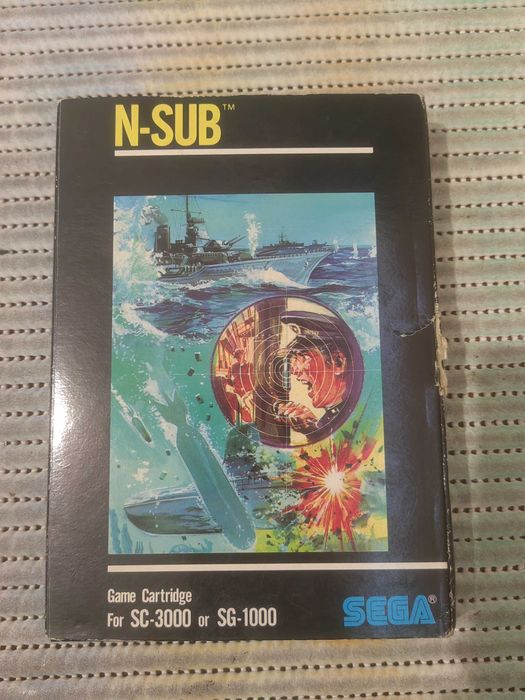 N-SUB™
Game Cartridge
For SC-3000 or SG-1000
SEGA®